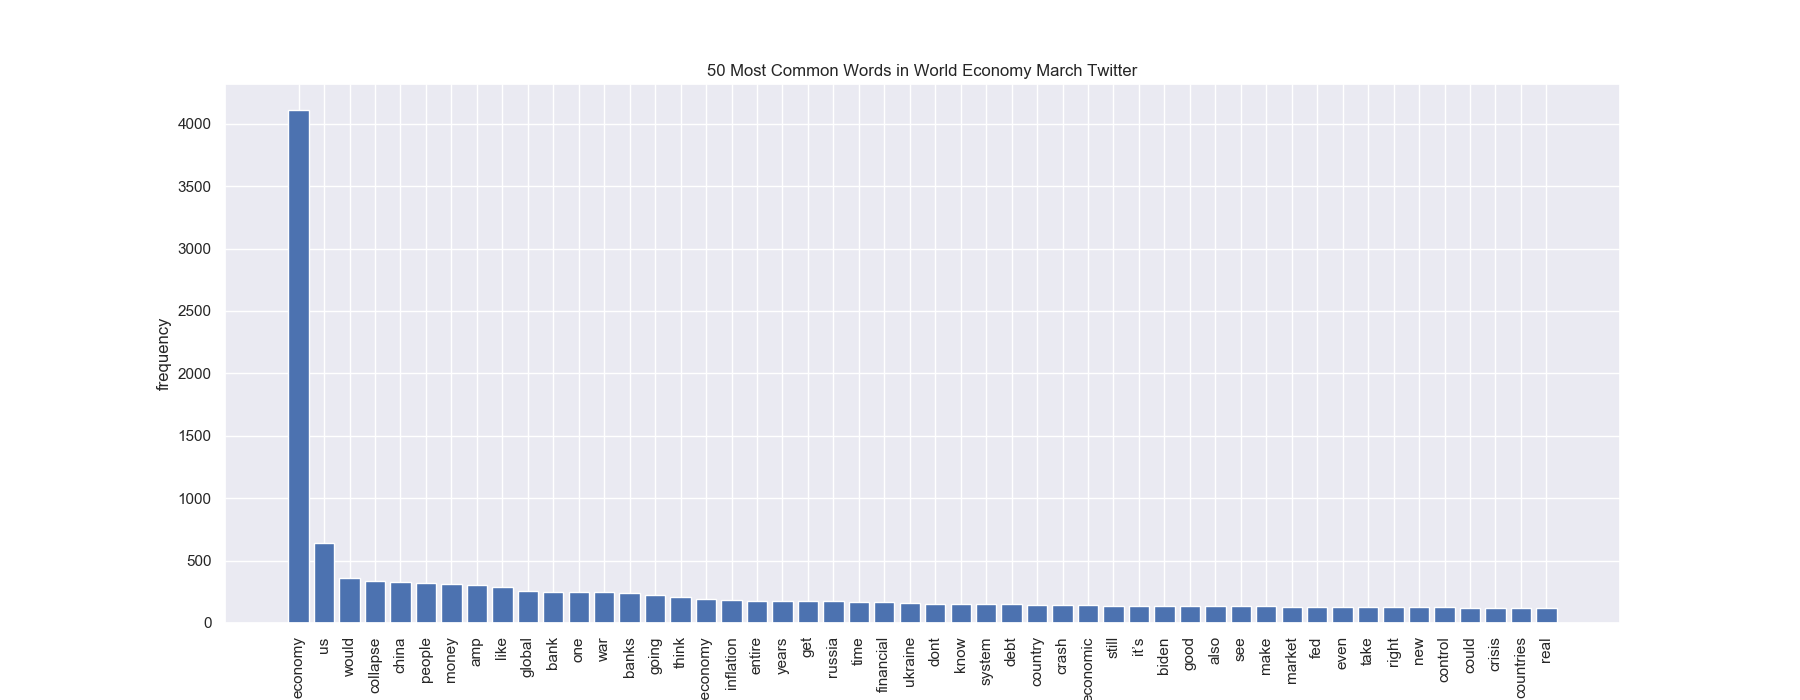 50 Most Common Words in World Economy March Twitter
4000
3500
3000
2500
2000
1500
1000
500
0
frequency
economy
us
would
collapse
china
people
money
amp
like
global
bank
one
war
banks
going
think
economy
inflation
entire
years
get
russia
time
financial
ukraine
dont
know
system
debt
country
crash
economic
still
it's
biden
good
also
see
make
market
fed
even
take
right
new
control
could
crisis
countries
real